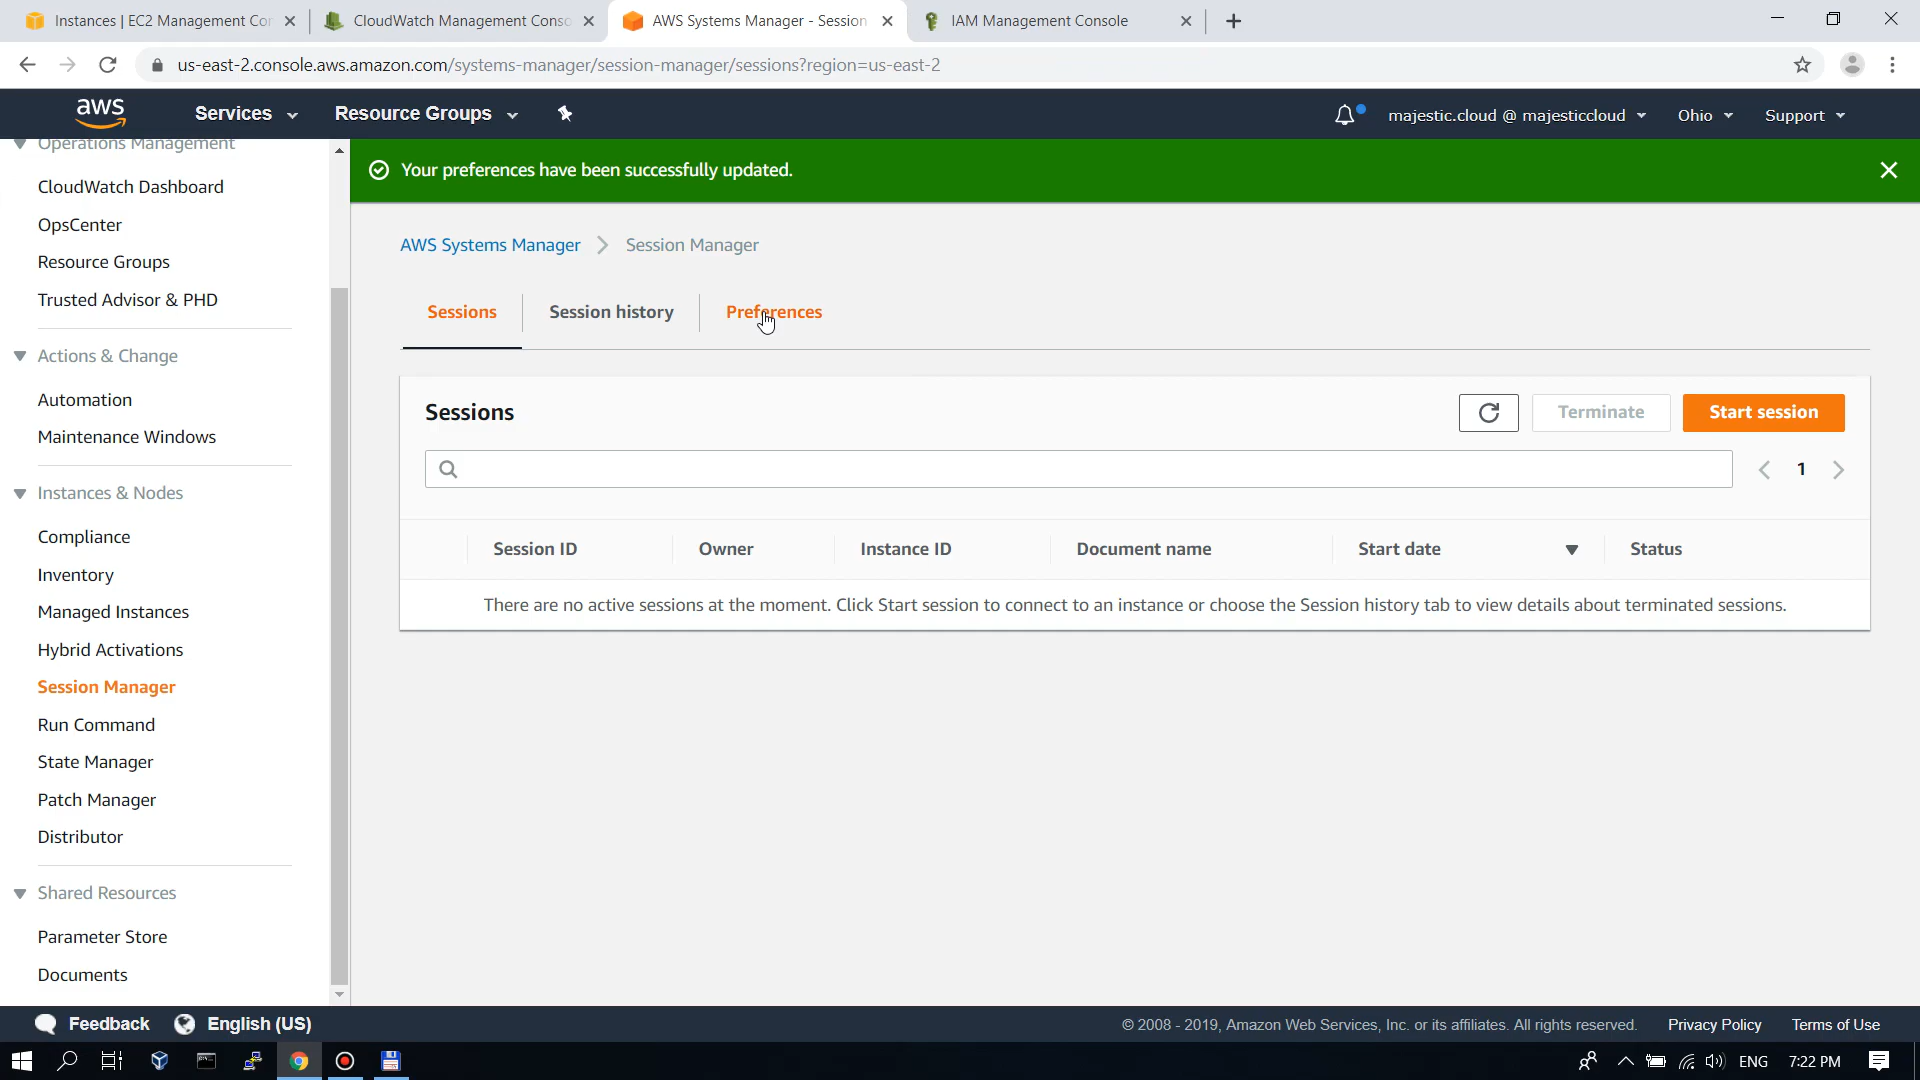 Instances | EC2 Management Con
CloudWatch Management Conso
AWS Systems Manager - Session
IAM Management Console
us-east-2.console.aws.amazon.com/systems-manager/session-manager/sessions?region=us-east-2
aws
Services
Resource Groups
majestic.cloud @ majesticcloud
Ohio
Support
Operations Management
CloudWatch Dashboard
OpsCenter
Resource Groups
Trusted Advisor & PHD
Actions & Change
Automation
Maintenance Windows
Instances & Nodes
Compliance
Inventory
Managed Instances
Hybrid Activations
Session Manager
Run Command
State Manager
Patch Manager
Distributor
Shared Resources
Parameter Store
Documents
Your preferences have been successfully updated.
AWS Systems Manager
Session Manager
Sessions
Session history
Preferences
Sessions
Terminate
Start session
1
Session ID
Owner
Instance ID
Document name
Start date
Status
There are no active sessions at the moment. Click Start session to connect to an instance or choose the Session history tab to view details about terminated sessions.
Feedback
English (US)
© 2008 - 2019, Amazon Web Services, Inc. or its affiliates. All rights reserved.
Privacy Policy
Terms of Use
ENG
7:22 PM